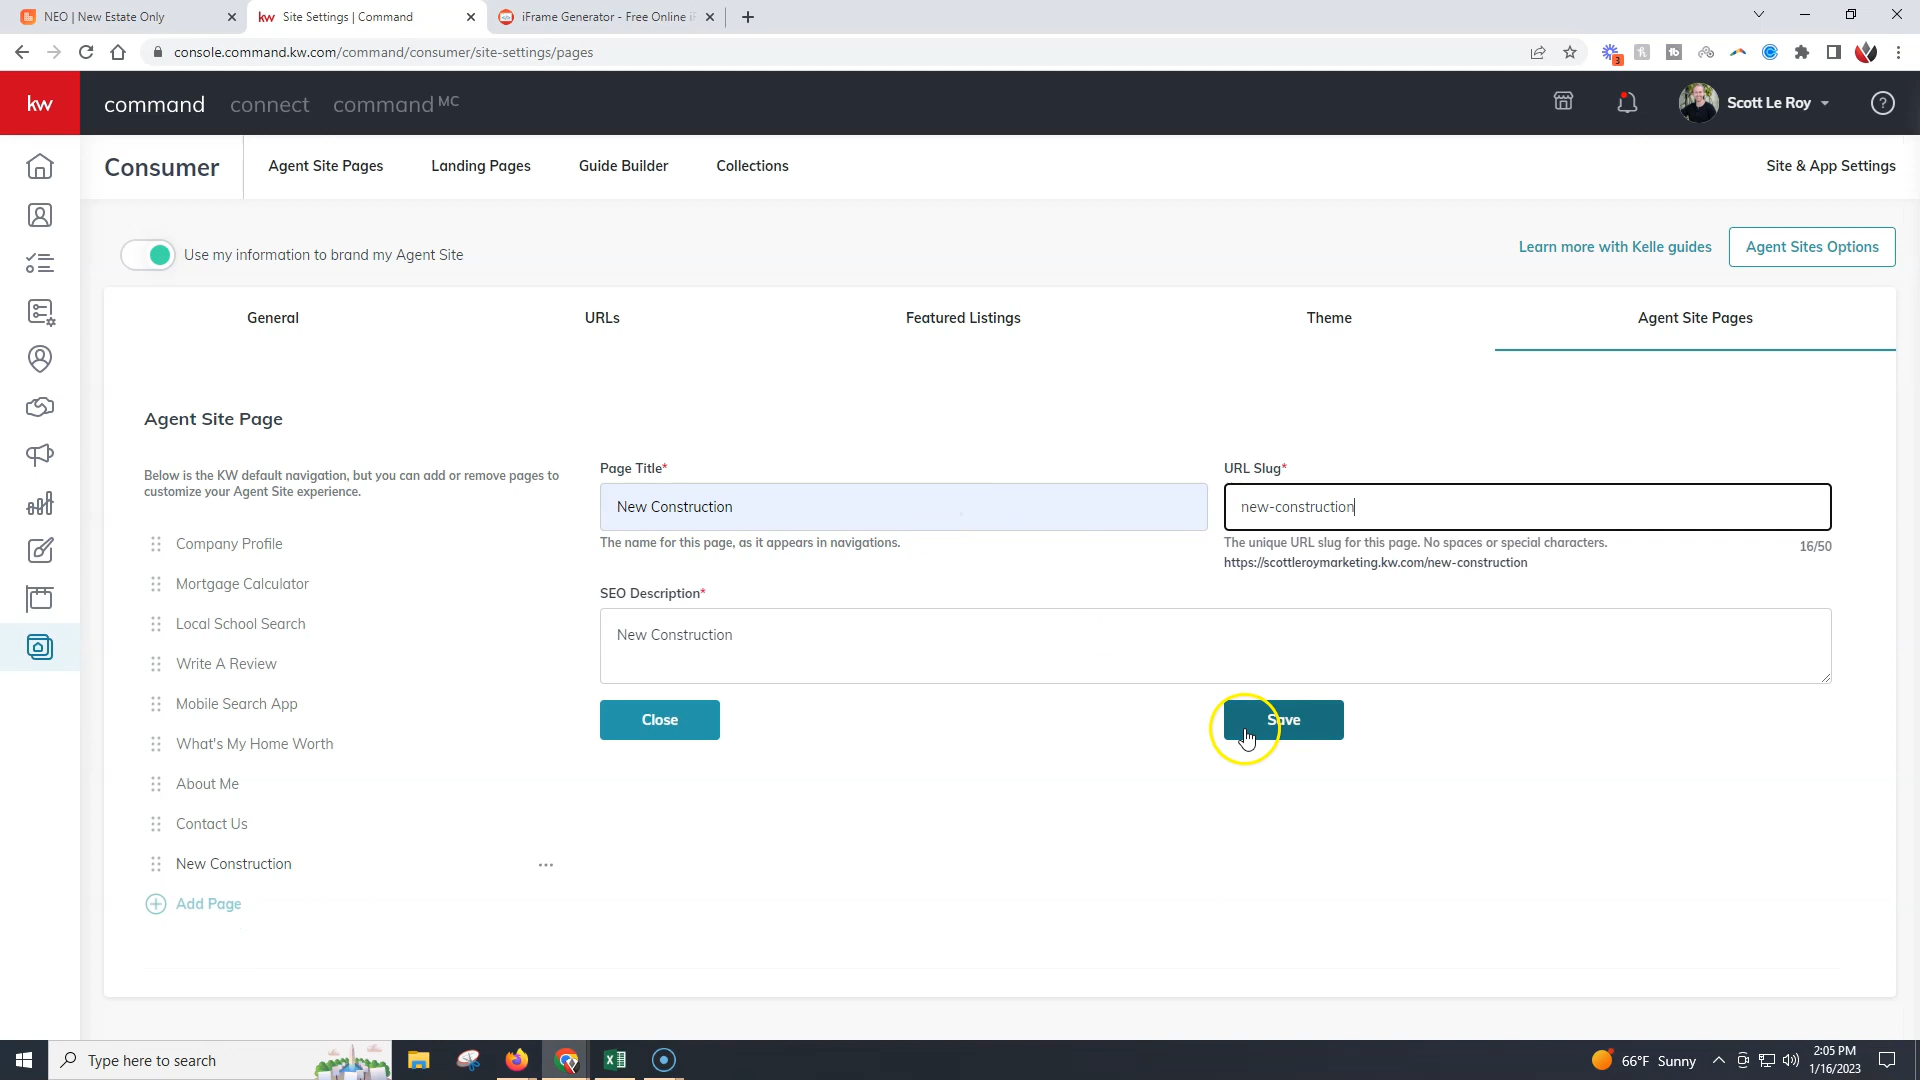 NEO | New Estate Only
Site Settings | Command
iFrame Generator - Free Online i
console.command.kw.com/command/consumer/site-settings/pages
3
kw
command
connect
command MC
Scott Le Roy
Consumer
Agent Site Pages
Landing Pages
Guide Builder
Collections
Site & App Settings
Use my information to brand my Agent Site
Learn more with Kelle guides
Agent Sites Options
General
URLs
Featured Listings
Theme
Agent Site Pages
Agent Site Page
Below is the KW default navigation, but you can add or remove pages to
customize your Agent Site experience.
Company Profile
Mortgage Calculator
Local School Search
Write A Review
Mobile Search App
What's My Home Worth
About Me
Contact Us
New Construction
Add Page
Page Title*
New Construction
The name for this page, as it appears in navigations.
URL Slug*
new-construction
The unique URL slug for this page. No spaces or special characters.
16/50
https://scottleroymarketing.kw.com/new-construction
SEO Description*
New Construction
Close
Save
Type here to search
66°F Sunny
2:05 PM
1/16/2023